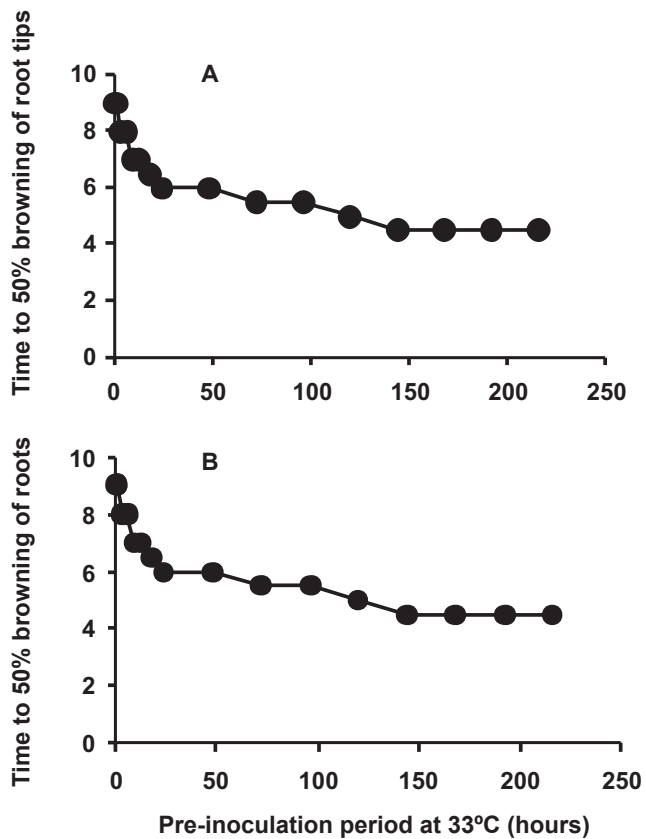 Time to 50% browning of root tips
A
10
8
6
4
2
0
0 50 100 150 200 250
Time to 50% browning of roots
B
10
8
6
4
2
0
0 50 100 150 200 250
Pre-inoculation period at 33ºC (hours)